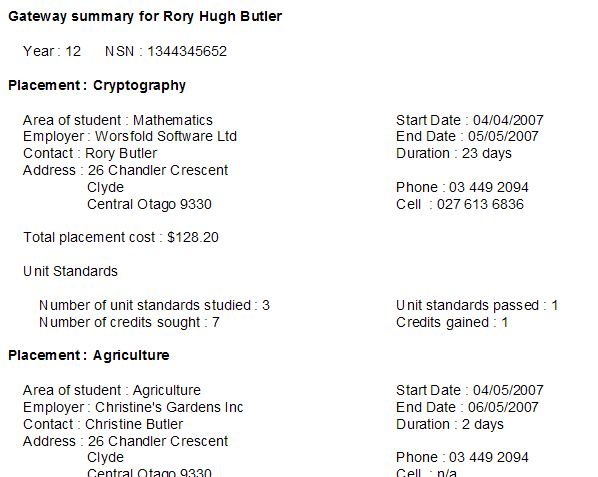 Gateway summary for Rory Hugh Butler
Year : 12 NSN : 1344345652
Placement : Cryptography
Area of student : Mathematics Start Date : 04/04/2007
Employer : Worsfold Software Ltd End Date : 05/05/2007
Contact : Rory Butler Duration : 23 days
Address : 26 Chandler Crescent
Clyde Phone : 03 449 2094
Central Otago 9330 Cell : 027 613 6836
Total placement cost : $128.20
Unit Standards
Number of unit standards studied : 3 Unit standards passed : 1
Number of credits sought : 7 Credits gained : 1
Placement : Agriculture
Area of student : Agriculture Start Date : 04/05/2007
Employer : Christine's Gardens Inc End Date : 06/05/2007
Contact : Christine Butler Duration : 2 days
Address : 26 Chandler Crescent
Clyde Phone : 03 449 2094
Central Otago 9330 Cell : n/a